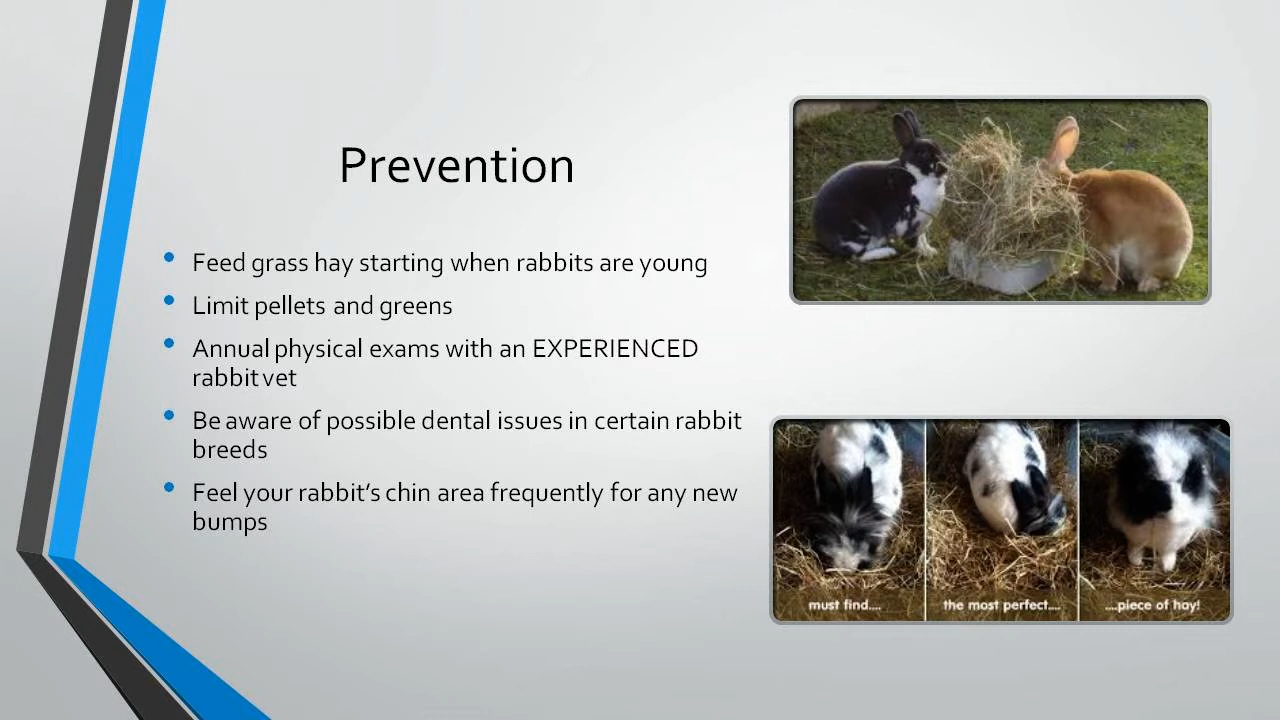 Prevention
Feed grass hay starting when rabbits are young
Limit pellets and greens
Annual physical exams with an EXPERIENCED
rabbit vet
Be aware of possible dental issues in certain rabbit
breeds
Feel your rabbit’s chin area frequently for any new
bumps
must find.... the most perfect.... ....piece of hay!